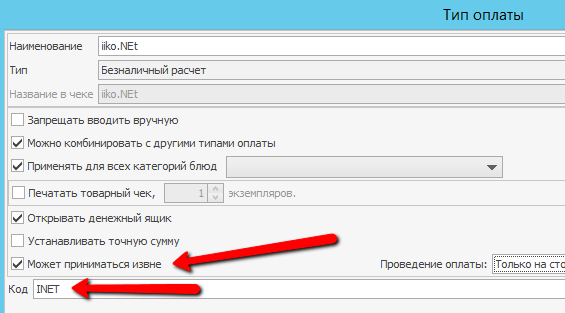 Тип оплаты
Наименование iiko.NEt
Тип Безналичный расчет
Название в чеке iiko.NEt
Запрещать вводить вручную
Можно комбинировать с другими типами оплаты
Применять для всех категорий блюд
Печатать товарный чек, 1 экземпляров.
Открывать денежный ящик
Устанавливать точную сумму
Может приниматься извне Проведение оплаты: Только на сто
Код INET